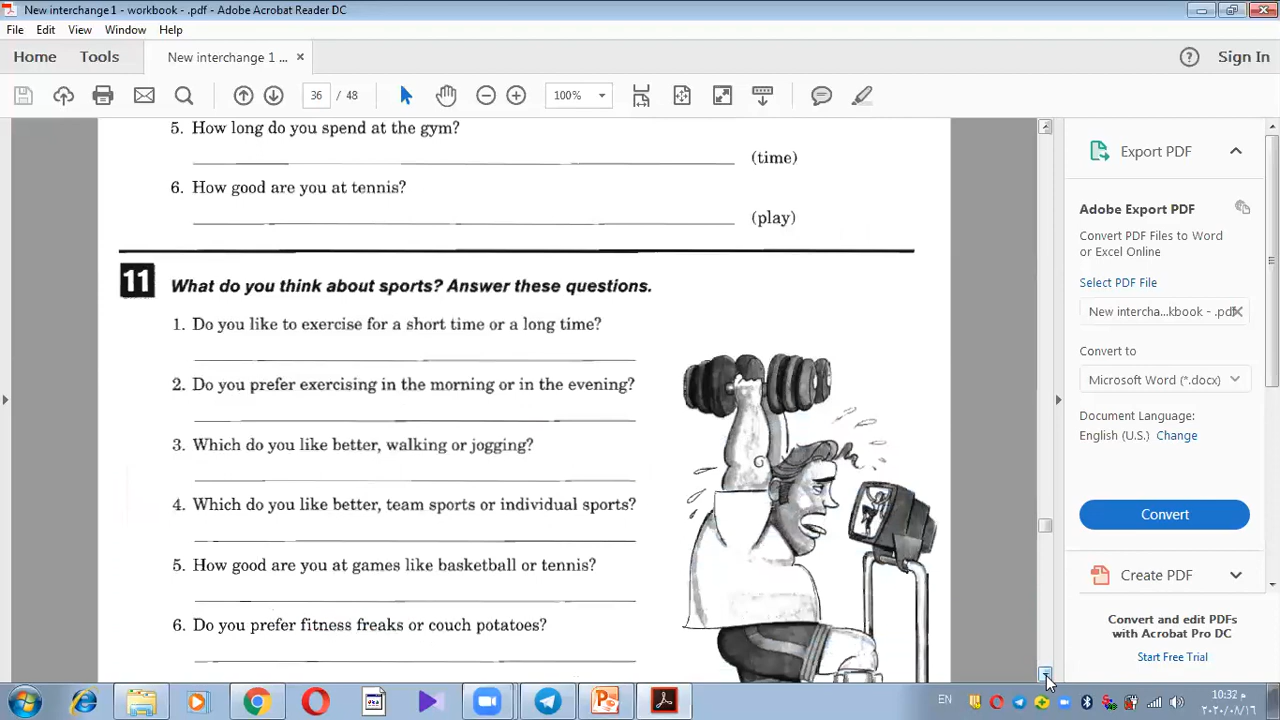 New interchange 1 - workbook - .pdf - Adobe Acrobat Reader DC
File Edit View Window Help
Home Tools New interchange 1 ... × Sign In
36 / 48 100%
5. How long do you spend at the gym?
(time)
6. How good are you at tennis?
(play)
11 What do you think about sports? Answer these questions.
1. Do you like to exercise for a short time or a long time?
2. Do you prefer exercising in the morning or in the evening?
3. Which do you like better, walking or jogging?
4. Which do you like better, team sports or individual sports?
5. How good are you at games like basketball or tennis?
6. Do you prefer fitness freaks or couch potatoes?
Export PDF
Adobe Export PDF
Convert PDF Files to Word
or Excel Online
Select PDF File
New intercha...kbook - .pdf
Convert to
Microsoft Word (*.docx)
Document Language:
English (U.S.) Change
Convert
Create PDF
Convert and edit PDFs
with Acrobat Pro DC
Start Free Trial
EN
10:32 م
٢٠٢٠/٠٨/١٦